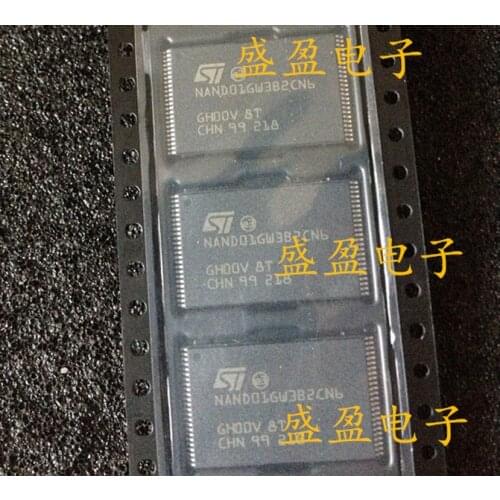 盛盈电子
ST
NAND01GW3B2CN6
GH00V 8T
CHN 99 218
ST
NAND01GW3B2CN6
GH00V 8T
盛盈电子
CHN 99 218
ST
NAND01GW3B2CN6
GH00V 8T
盛盈电子
CHN 99 218